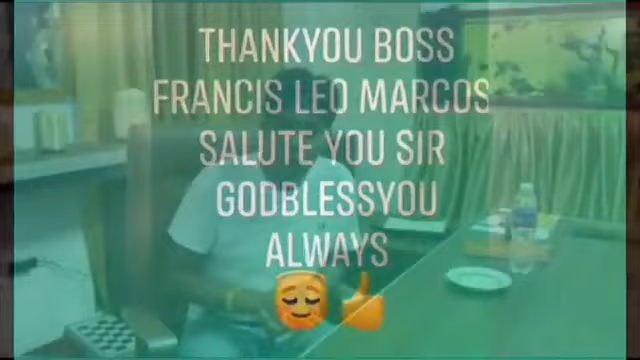 THANKYOU BOSS
FRANCIS LEO MARCOS
SALUTE YOU SIR
GODBLESSYOU
ALWAYS